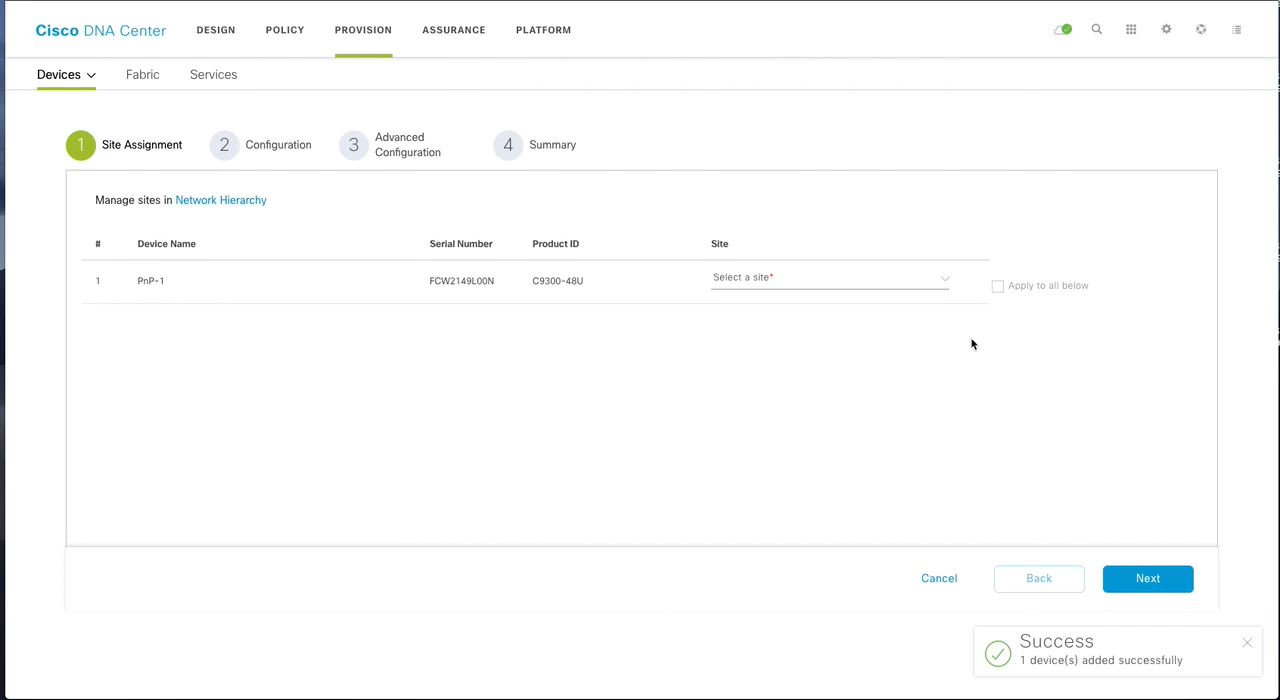 Cisco DNA Center DESIGN POLICY PROVISION ASSURANCE PLATFORM
Devices Fabric Services
1 Site Assignment 2 Configuration 3 Advanced Configuration 4 Summary
Manage sites in Network Hierarchy
# Device Name Serial Number Product ID Site
1 PnP-1 FCW2149L00N C9300-48U Select a site* Apply to all below
Cancel Back Next
Success
1 device(s) added successfully